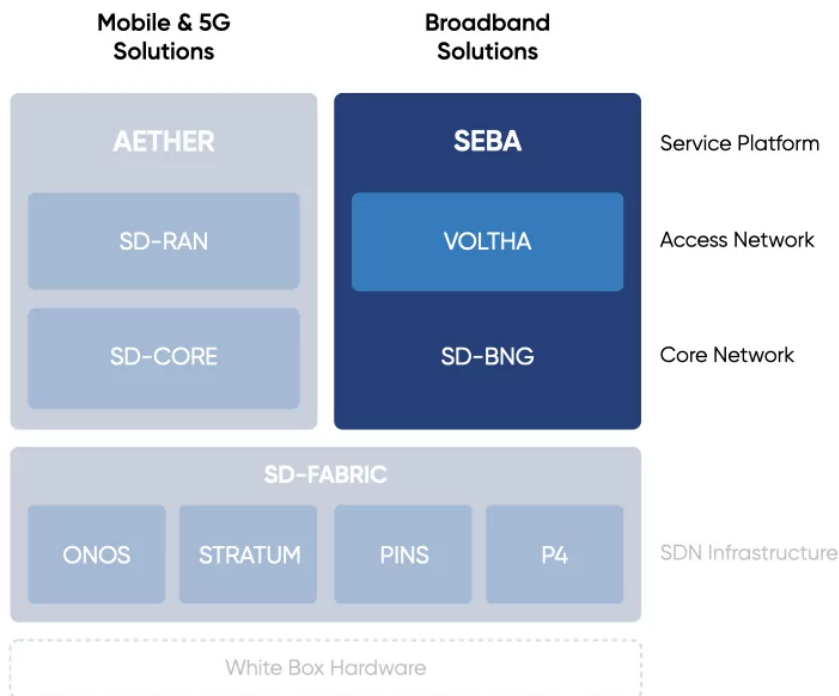 Mobile & 5G
Solutions
Broadband
Solutions
AETHER
SEBA
Service Platform
SD-RAN
VOLTHA
Access Network
SD-CORE
SD-BNG
Core Network
SD-FABRIC
ONOS
STRATUM
PINS
P4
SDN Infrastructure
White Box Hardware